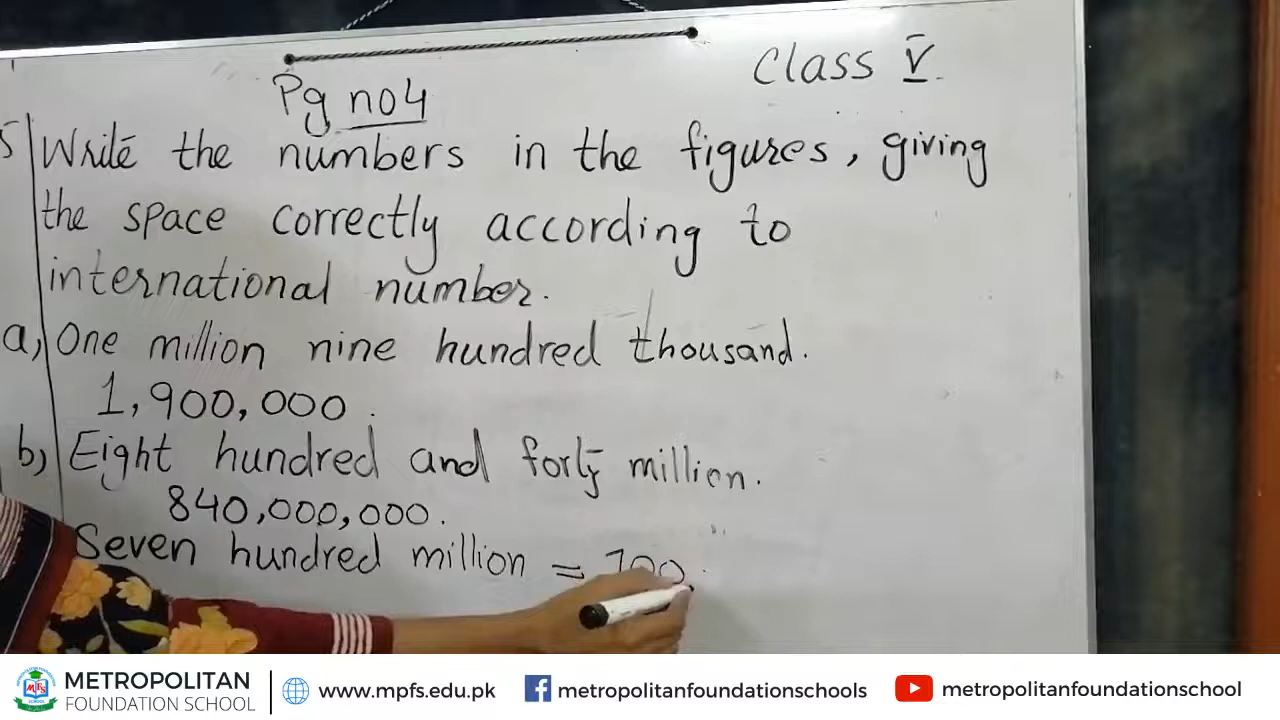 Class V.
Pg no 4
5 Write the numbers in the figures, giving
the space correctly according to
international number.
a, One million nine hundred thousand.
1,900,000.
b, Eight hundred and forty million.
840,000,000.
Seven hundred million = 700
METROPOLITAN
FOUNDATION SCHOOL
www.mpfs.edu.pk
metropolitanfoundationschools
metropolitanfoundationschool